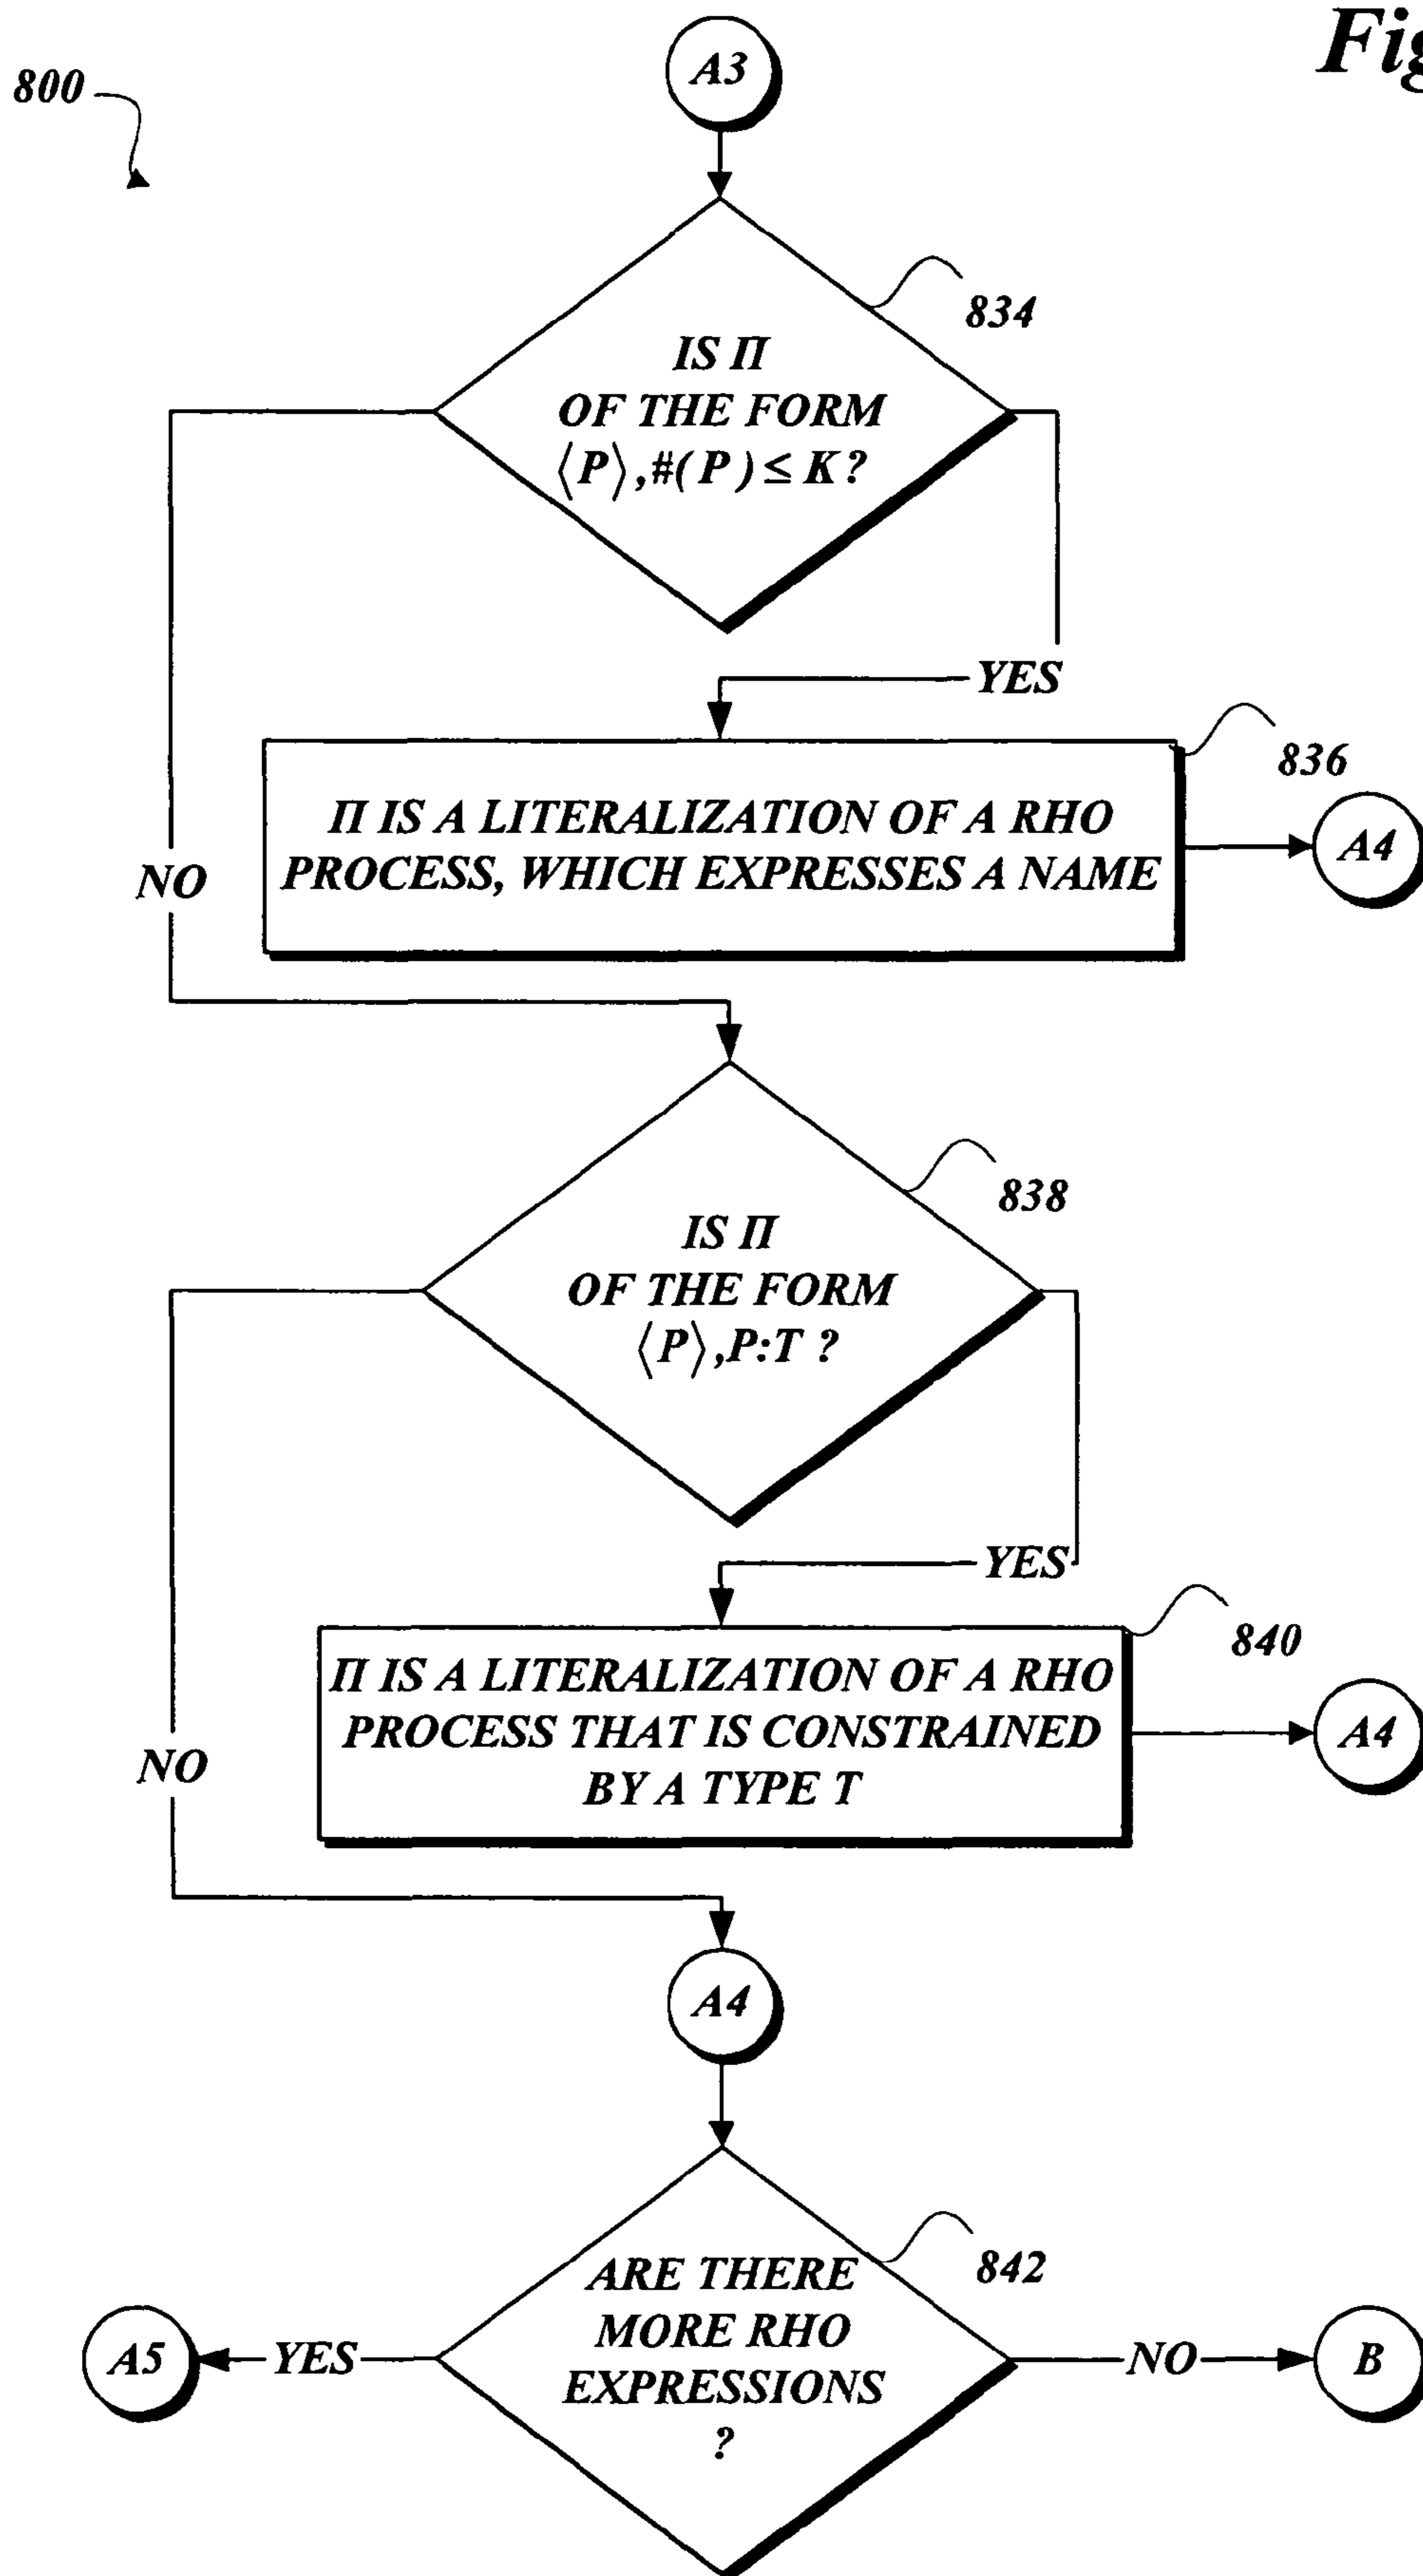 Fig
800
A3
834
IS Π
OF THE FORM
⟨P⟩,#(P)≤ K?
YES
836
Π IS A LITERALIZATION OF A RHO
PROCESS, WHICH EXPRESSES A NAME
A4
NO
838
IS Π
OF THE FORM
⟨P⟩,P:T ?
YES
840
Π IS A LITERALIZATION OF A RHO
PROCESS THAT IS CONSTRAINED
BY A TYPE T
A4
NO
A4
842
ARE THERE
MORE RHO
EXPRESSIONS
?
A5
YES
NO
B